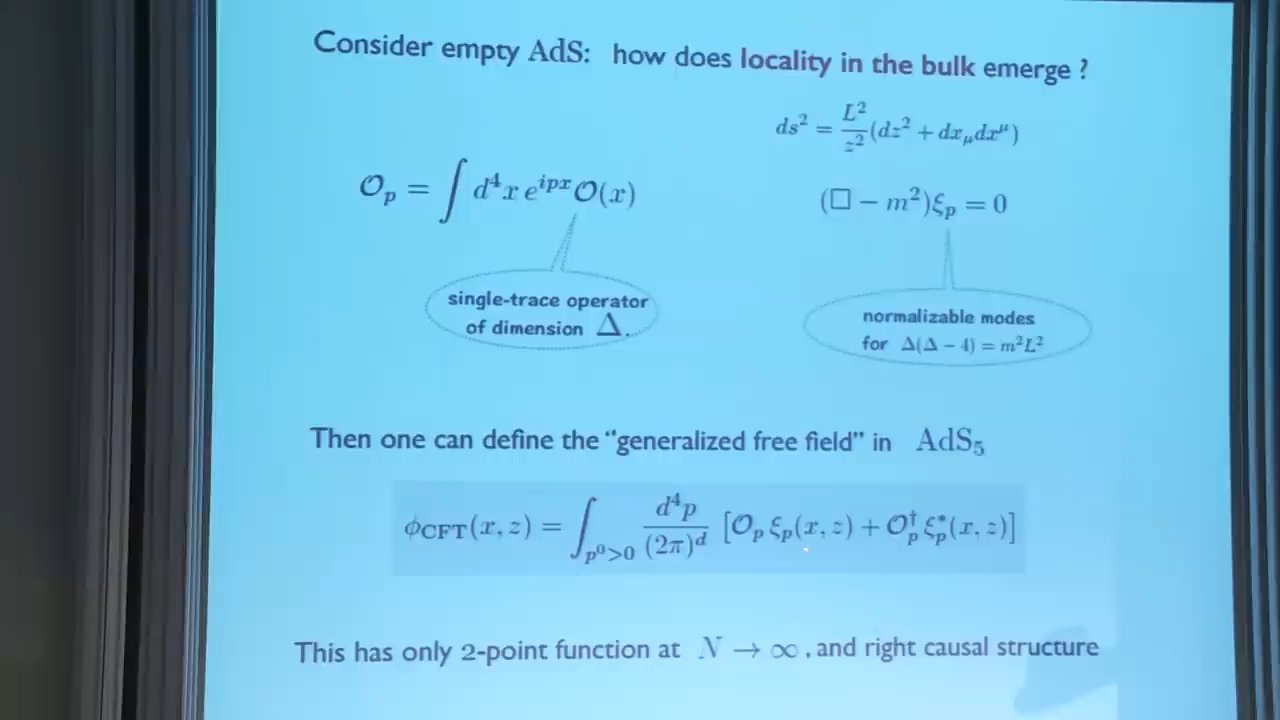 Consider empty AdS: how does locality in the bulk emerge ?
ds² = L²/z² (dz² + dx_μdx^μ)
𝒪_p = ∫ d⁴x e^{ipx} 𝒪(x)
(□ − m²)ξ_p = 0
single-trace operator
of dimension Δ.
normalizable modes
for Δ(Δ − 4) = m²L²
Then one can define the “generalized free field” in AdS₅
ϕ_CFT(x, z) = ∫_{p⁰>0} d⁴p/(2π)^d [𝒪_p ξ_p(x, z) + 𝒪_p^† ξ_p^*(x, z)]
This has only 2-point function at N → ∞ , and right causal structure